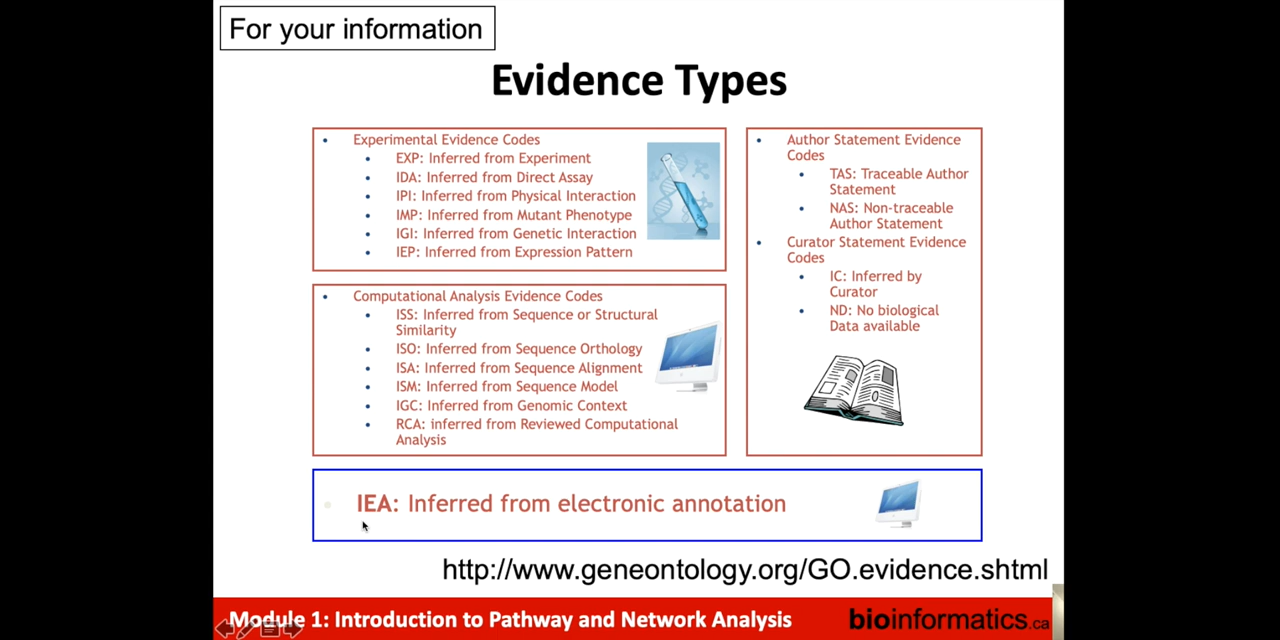 For your information
Evidence Types
Experimental Evidence Codes
EXP: Inferred from Experiment
IDA: Inferred from Direct Assay
IPI: Inferred from Physical Interaction
IMP: Inferred from Mutant Phenotype
IGI: Inferred from Genetic Interaction
IEP: Inferred from Expression Pattern
Computational Analysis Evidence Codes
ISS: Inferred from Sequence or Structural
Similarity
ISO: Inferred from Sequence Orthology
ISA: Inferred from Sequence Alignment
ISM: Inferred from Sequence Model
IGC: Inferred from Genomic Context
RCA: inferred from Reviewed Computational
Analysis
Author Statement Evidence
Codes
TAS: Traceable Author
Statement
NAS: Non-traceable
Author Statement
Curator Statement Evidence
Codes
IC: Inferred by
Curator
ND: No biological
Data available
IEA: Inferred from electronic annotation
http://www.geneontology.org/GO.evidence.shtml
Module 1: Introduction to Pathway and Network Analysis
bioinformatics.ca